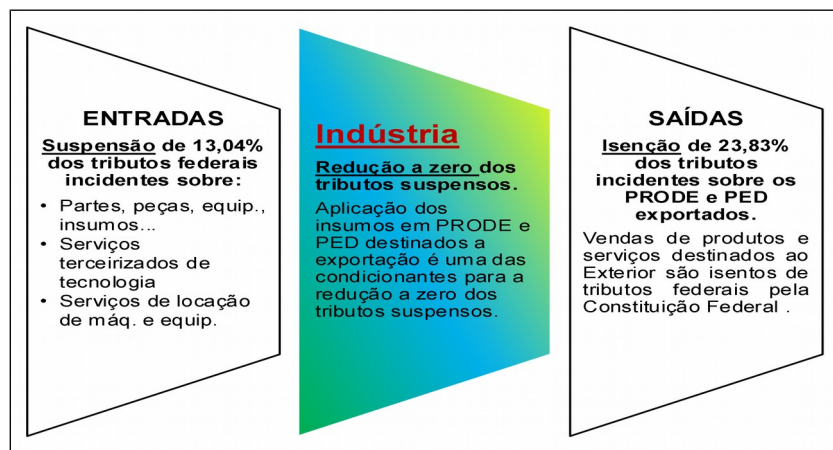 ENTRADAS
Suspensão de 13,04%
dos tributos federais
incidentes sobre:
• Partes, peças, equip.,
insumos...
• Serviços
terceirizados de
tecnologia
• Serviços de locação
de máq. e equip.
Indústria
Redução a zero dos
tributos suspensos.
Aplicação dos
insumos em PRODE e
PED destinados a
exportação é uma das
condicionantes para a
redução a zero dos
tributos suspensos.
SAÍDAS
Isenção de 23,83%
dos tributos
incidentes sobre os
PRODE e PED
exportados.
Vendas de produtos e
serviços destinados ao
Exterior são isentos de
tributos federais pela
Constituição Federal .